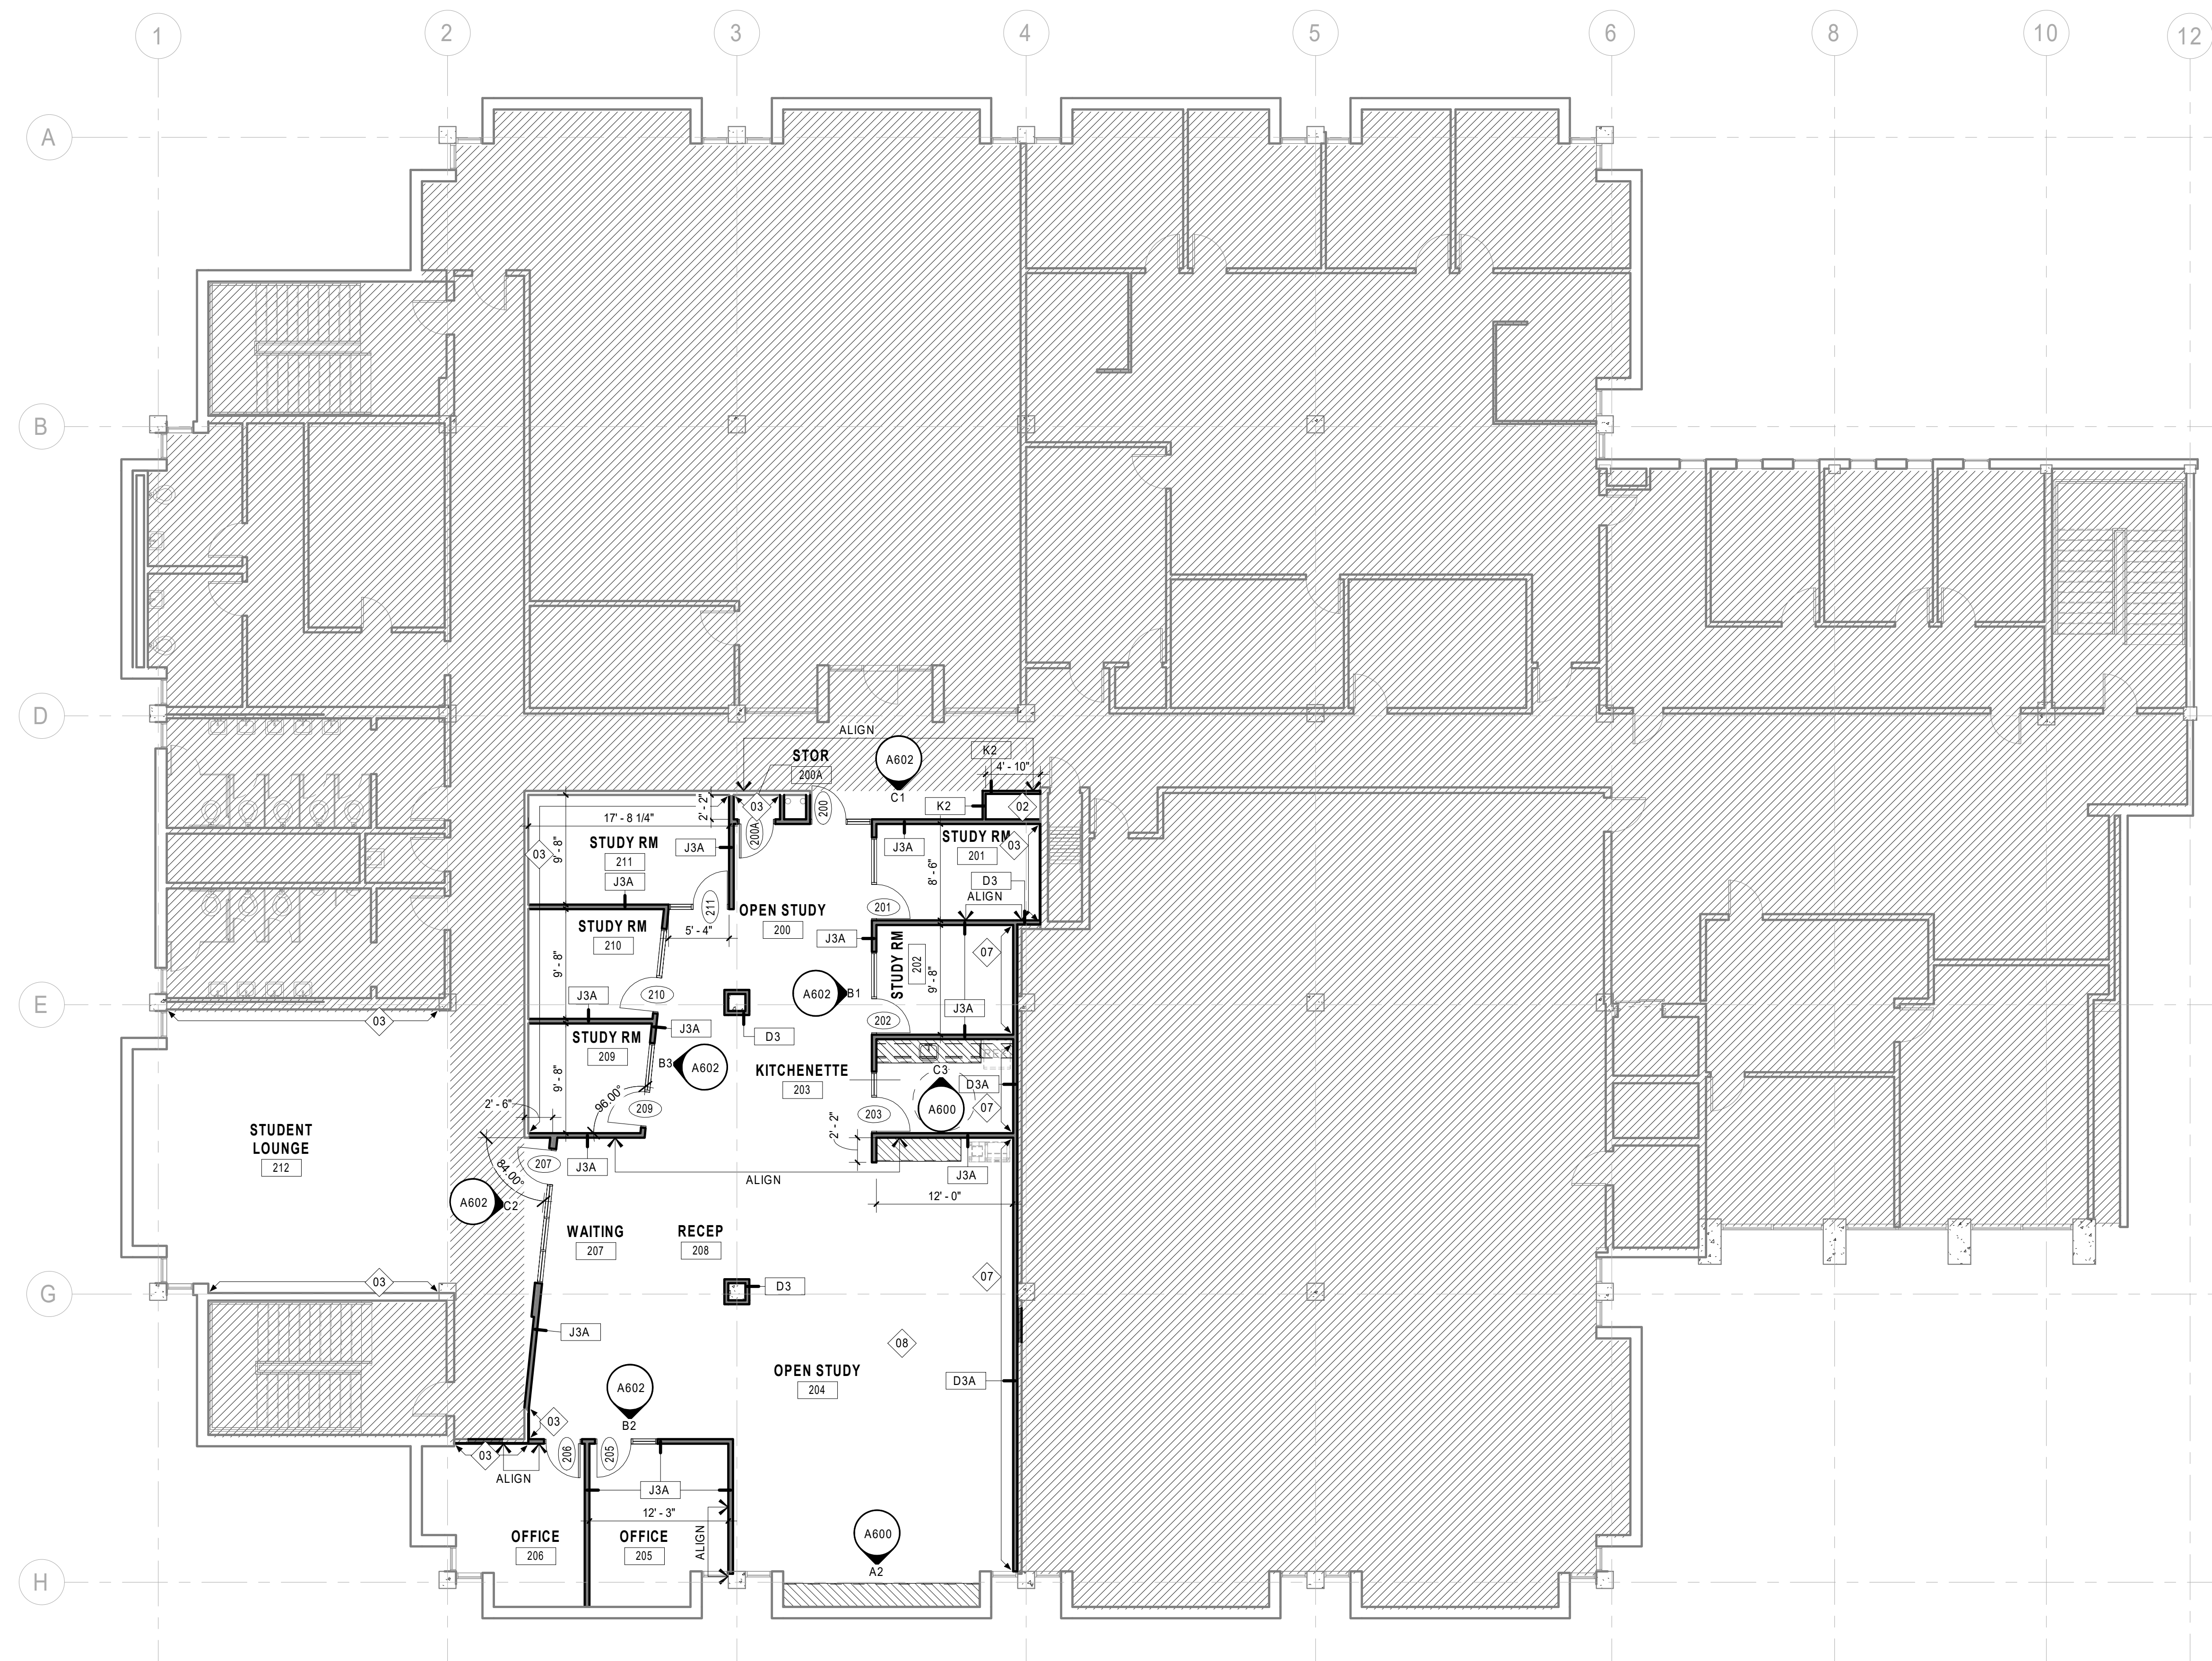 1
2
3
4
5
6
8
10
12
A
B
D
E
G
H
ALIGN
STOR
200A
A602
C1
K2
4' - 10"
K2
02
03
2' - 2"
200
200A
17' - 8 1/4"
STUDY RM
211
J3A
J3A
03
9' - 8"
J3A
STUDY RM
201
03
8' - 6"
D3
ALIGN
211
201
OPEN STUDY
200
5' - 4"
STUDY RM
210
9' - 8"
J3A
210
J3A
STUDY RM
202
9' - 8"
07
J3A
202
A602
B1
D3
03
J3A
STUDY RM
209
9' - 8"
B3
A602
96.00°
209
2' - 6"
KITCHENETTE
203
C3
A600
D3A
07
203
2' - 2"
STUDENT
LOUNGE
212
207
84.00°
J3A
ALIGN
J3A
12' - 0"
A602
C2
WAITING
207
RECEP
208
07
D3
03
J3A
08
OPEN STUDY
204
D3A
A602
B2
03
03
206
205
ALIGN
J3A
12' - 3"
ALIGN
OFFICE
206
OFFICE
205
A600
A2